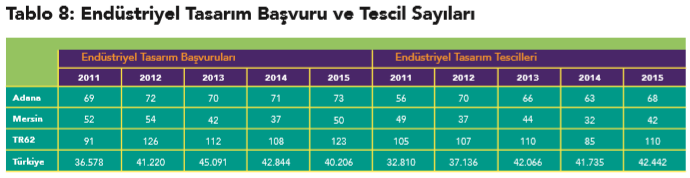 Tablo 8: Endüstriyel Tasarım Başvuru ve Tescil Sayıları
Endüstriyel Tasarım Başvuruları Endüstriyel Tasarım Tescilleri
2011 2012 2013 2014 2015 2011 2012 2013 2014 2015
Adana 69 72 70 71 73 56 70 66 63 68
Mersin 52 54 42 37 50 49 37 44 32 42
TR62 91 126 112 108 123 105 107 110 85 110
Türkiye 36.578 41.220 45.091 42.844 40.206 32.810 37.136 42.066 41.735 42.442